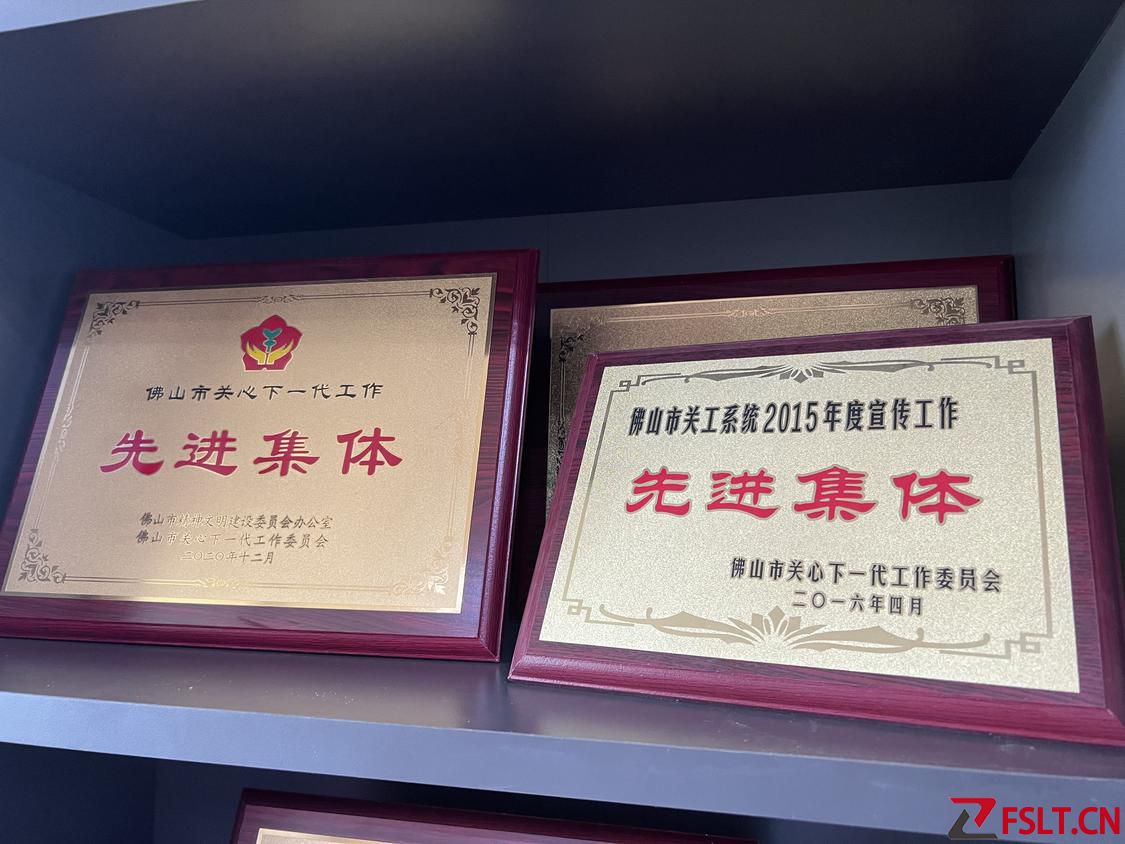 佛山市关心下一代工作
先进集体
佛山市精神文明建设委员会办公室
佛山市关心下一代工作委员会
二〇二〇年十二月
佛山市关工系统2015年度宣传工作
先进集体
佛山市关心下一代工作委员会
二〇一六年四月
FSLT.CN